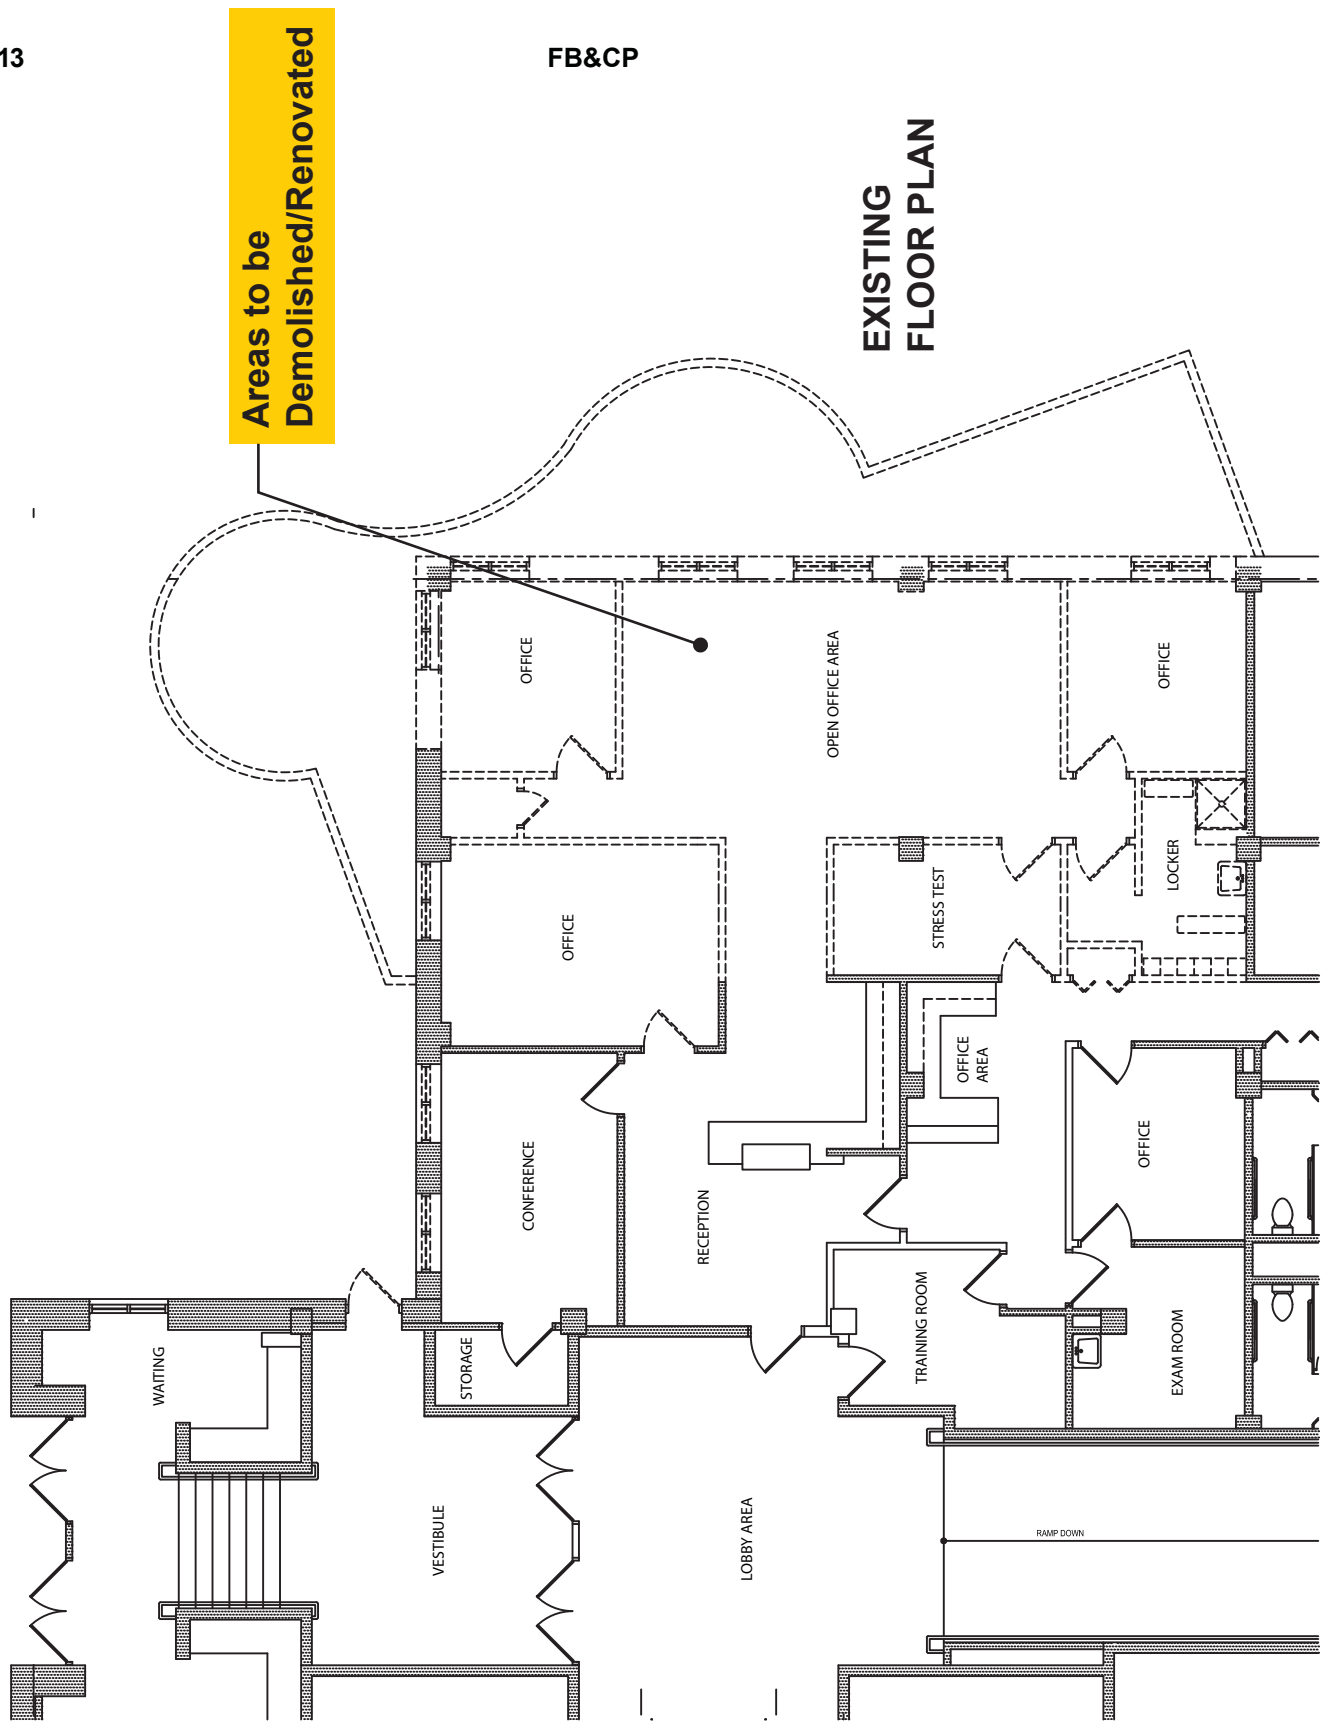 13
FB&CP
Areas to be
Demolished/Renovated
EXISTING
FLOOR PLAN
OFFICE
OPEN OFFICE AREA
OFFICE
OFFICE
STRESS TEST
LOCKER
OFFICE
AREA
CONFERENCE
RECEPTION
OFFICE
WAITING
STORAGE
TRAINING ROOM
EXAM ROOM
VESTIBULE
LOBBY AREA
RAMP DOWN